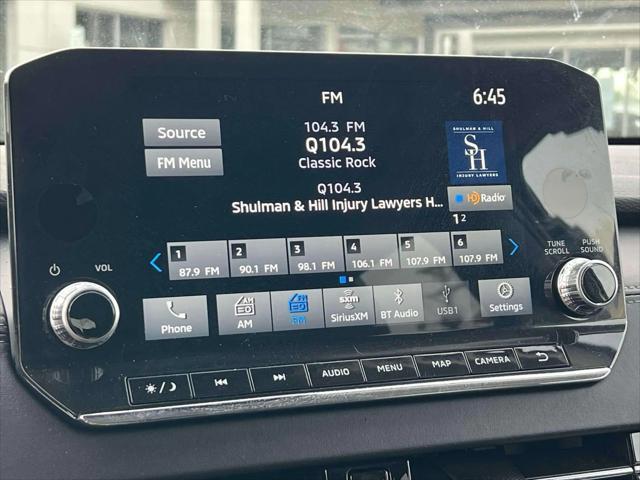 FM
6:45
Source
FM Menu
104.3 FM
Q104.3
Classic Rock
Q104.3
Shulman & Hill Injury Lawyers H...
SHULMAN & HILL
SH
INJURY LAWYERS
HD Radio
1 2
1 87.9 FM
2 90.1 FM
3 98.1 FM
4 106.1 FM
5 107.9 FM
6 107.9 FM
VOL
TUNE SCROLL
PUSH SOUND
Phone
AM AM
FM
sxm SiriusXM
BT Audio
USB1
Settings
AUDIO
MENU
MAP
CAMERA